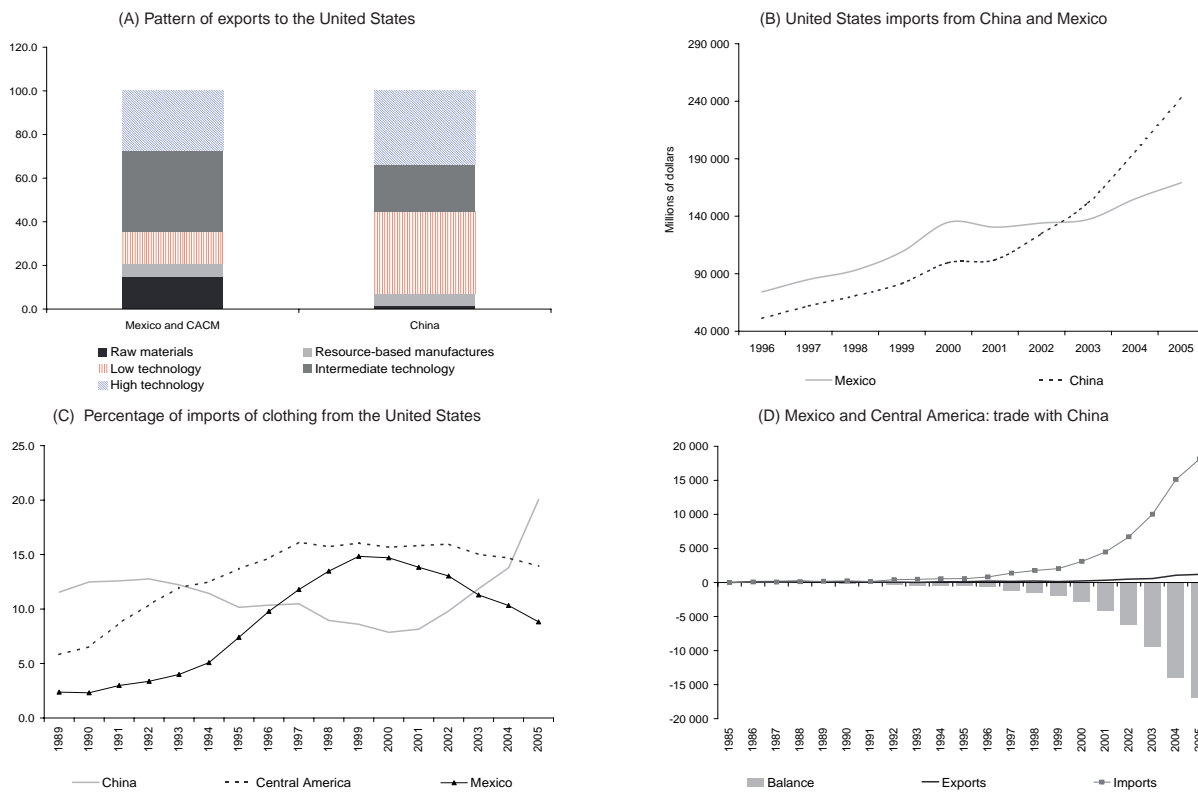 (A) Pattern of exports to the United States
120.0
100.0
80.0
60.0
40.0
20.0
0.0
Mexico and CACM
China
Raw materials
Resource-based manufactures
Low technology
Intermediate technology
High technology
(B) United States imports from China and Mexico
Millions of dollars
290 000
240 000
190 000
140 000
90 000
40 000
1996 1997 1998 1999 2000 2001 2002 2003 2004 2005
Mexico
China
(C) Percentage of imports of clothing from the United States
25.0
20.0
15.0
10.0
5.0
0.0
1989 1990 1991 1992 1993 1994 1995 1996 1997 1998 1999 2000 2001 2002 2003 2004 2005
China
Central America
Mexico
(D) Mexico and Central America: trade with China
20 000
15 000
10 000
5 000
0
-5 000
-10 000
-15 000
-20 000
1985 1986 1987 1988 1989 1990 1991 1992 1993 1994 1995 1996 1997 1998 1999 2000 2001 2002 2003 2004 2005
Balance
Exports
Imports